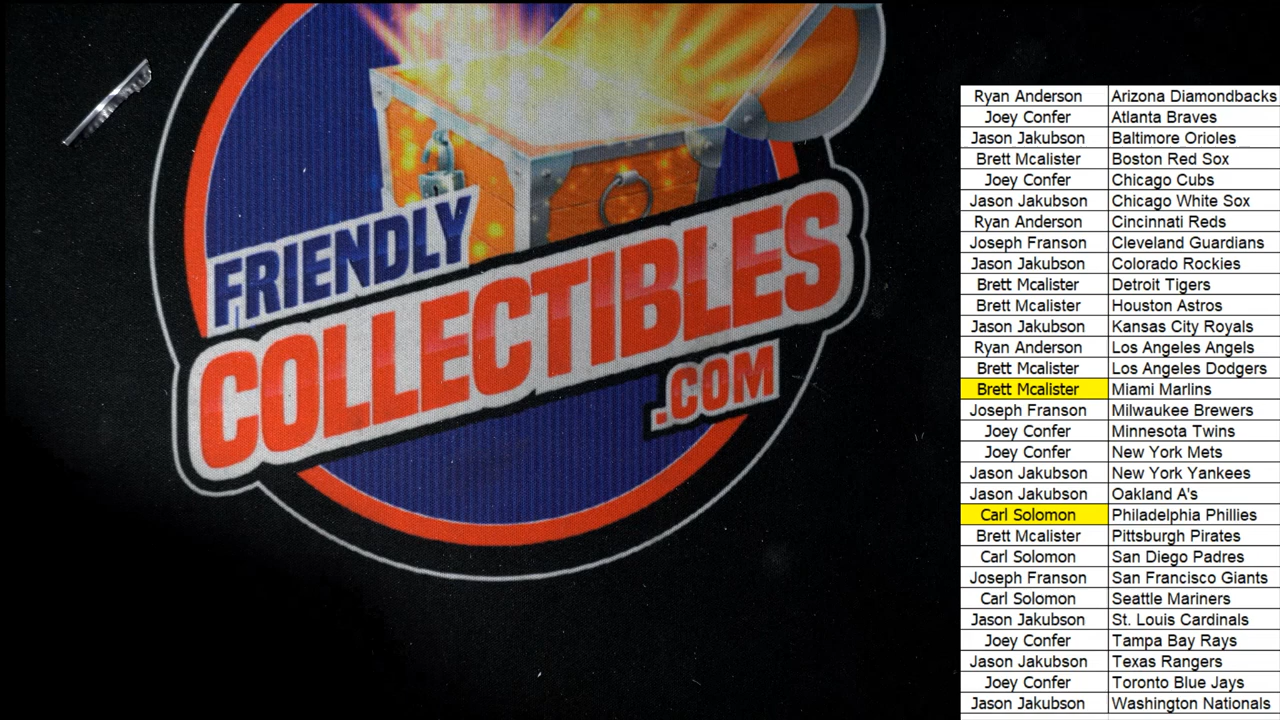 FRIENDLY
COLLECTIBLES
.COM
Ryan Anderson Arizona Diamondbacks
Joey Confer Atlanta Braves
Jason Jakubson Baltimore Orioles
Brett Mcalister Boston Red Sox
Joey Confer Chicago Cubs
Jason Jakubson Chicago White Sox
Ryan Anderson Cincinnati Reds
Joseph Franson Cleveland Guardians
Jason Jakubson Colorado Rockies
Brett Mcalister Detroit Tigers
Brett Mcalister Houston Astros
Jason Jakubson Kansas City Royals
Ryan Anderson Los Angeles Angels
Brett Mcalister Los Angeles Dodgers
Brett Mcalister Miami Marlins
Joseph Franson Milwaukee Brewers
Joey Confer Minnesota Twins
Joey Confer New York Mets
Jason Jakubson New York Yankees
Jason Jakubson Oakland A's
Carl Solomon Philadelphia Phillies
Brett Mcalister Pittsburgh Pirates
Carl Solomon San Diego Padres
Joseph Franson San Francisco Giants
Carl Solomon Seattle Mariners
Jason Jakubson St. Louis Cardinals
Joey Confer Tampa Bay Rays
Jason Jakubson Texas Rangers
Joey Confer Toronto Blue Jays
Jason Jakubson Washington Nationals